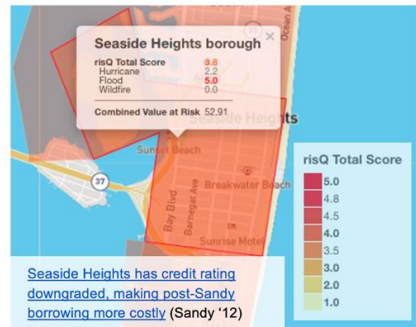 Ocean A
35
Seaside Heights borough ×
risQ Total Score 3.8
Hurricane 2.2
Flood 5.0
Wildfire 0.0
Combined Value at Risk 52.91
Seaside Heights
Sunset Beach
37
Breakwater Beach
Bay Blvd
Barnegat Ave
Sunrise Motel
risQ Total Score
5.0
4.8
4.5
4.0
3.5
3.0
2.0
1.0
Seaside Heights has credit rating
downgraded, making post-Sandy
borrowing more costly (Sandy '12)